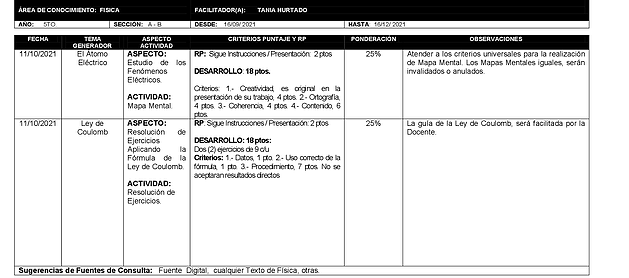 ÁREA DE CONOCIMIENTO: FISICA FACILITADOR(A): TAHIA HURTADO
AÑO: 5TO. SECCIÓN: A - B DESDE: 16/09/2021 HASTA 16/12/ 2021
FECHA TEMA GENERADOR ASPECTO ACTIVIDAD CRITERIOS PUNTAJE Y RP PONDERACIÓN OBSERVACIONES
11/10/2021
El Átomo
Eléctrico
ASPECTO:
Estudio de los
Fenómenos
Eléctricos.
ACTIVIDAD:
Mapa Mental.
RP: Sigue Instrucciones / Presentación: 2 ptos
DESARROLLO: 18 ptos.
Criterios: 1.- Creatividad, es original en la
presentación de su trabajo, 4 ptos. 2.- Ortografía,
4 ptos. 3.- Coherencia, 4 ptos. 4.- Contenido, 6
ptos.
25%
Atender a los criterios universales para la realización
de Mapa Mental. Los Mapas Mentales iguales, serán
invalidados o anulados.
11/10/2021
Ley de
Coulomb
ASPECTO:
Resolución de
Ejercicios
Aplicando la
Fórmula de la
Ley de Coulomb.
ACTIVIDAD:
Resolución de
Ejercicios.
RP: Sigue Instrucciones / Presentación: 2 ptos
DESARROLLO: 18 ptos:
Dos (2) ejercicios de 9 c/u
Criterios: 1.- Datos, 1 pto. 2.- Uso correcto de la
fórmula, 1 pto 3.- Procedimiento, 7 ptos. No se
aceptaran resultados directos
25%
La guía de la Ley de Coulomb, será facilitada por la
Docente.
Sugerencias de Fuentes de Consulta: Fuente Digital, cualquier Texto de Física, otras.